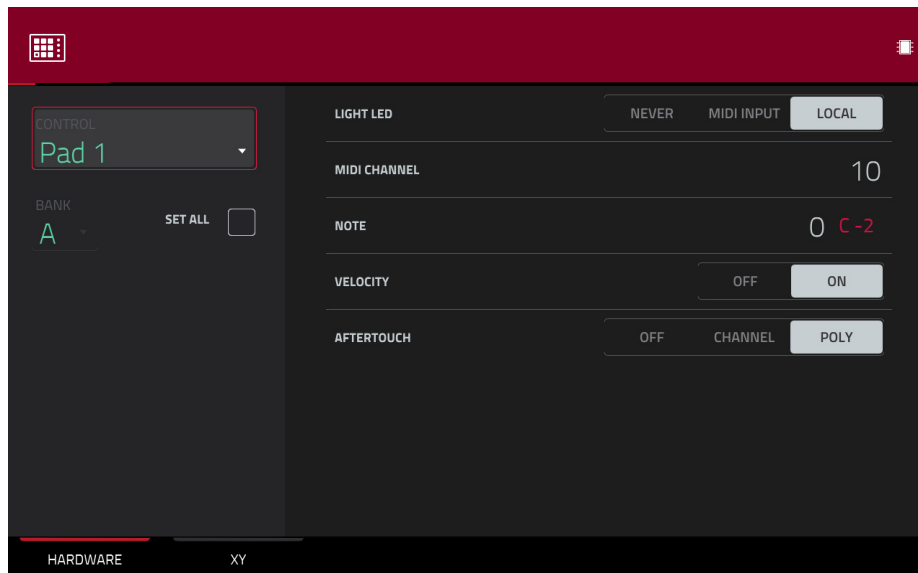 CONTROL
Pad 1
BANK
A
SET ALL
LIGHT LED NEVER MIDI INPUT LOCAL
MIDI CHANNEL 10
NOTE 0 C -2
VELOCITY OFF ON
AFTERTOUCH OFF CHANNEL POLY
HARDWARE XY